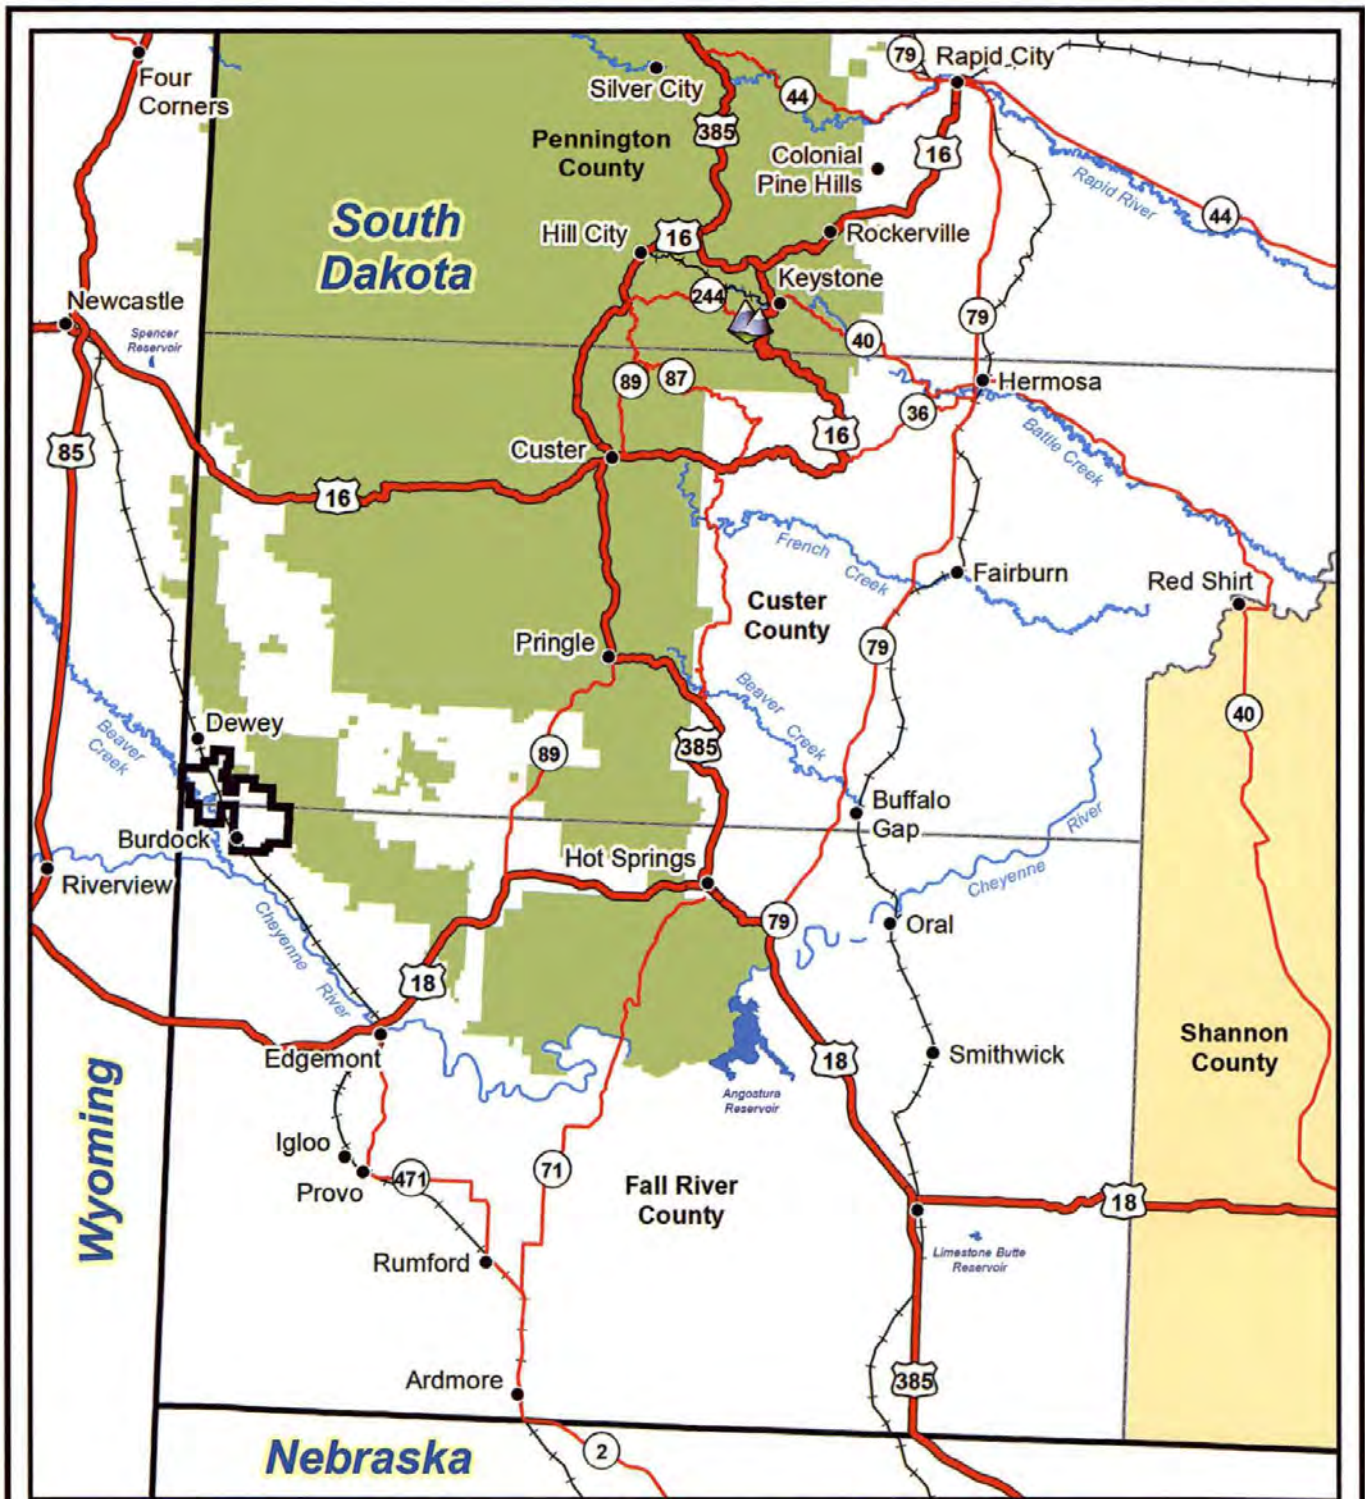 79
Rapid City
Four
Corners
Silver City
44
385
Pennington
County
16
Colonial
Pine Hills
Rapid River
44
South
Dakota
Hill City
16
Rockerville
Keystone
244
Newcastle
Spencer
Reservoir
79
40
89
87
Hermosa
36
16
85
Custer
Battle Creek
16
French
Creek
Fairburn
Red Shirt
Custer
County
Pringle
79
Beaver
Creek
40
Dewey
Beaver
Creek
89
385
Buffalo
Gap
River
Burdock
Hot Springs
Cheyenne
Riverview
Cheyenne
River
79
Oral
18
Edgemont
18
Smithwick
Shannon
County
Angostura
Reservoir
Wyoming
Igloo
Provo
471
71
Fall River
County
18
Rumford
Limestone Butte
Reservoir
Ardmore
385
Nebraska
2